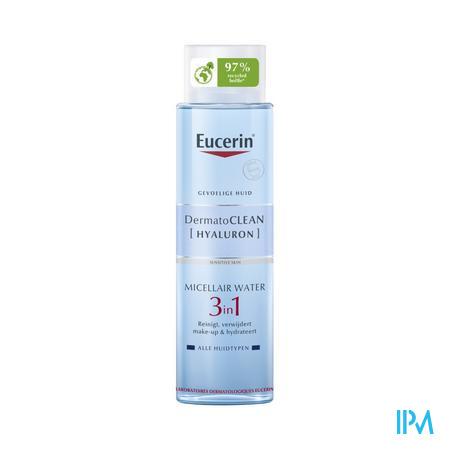 97%
recycled
bottle*
Eucerin®
GEVOELIGE HUID
DermatoCLEAN
[ HYALURON ]
SENSITIVE SKIN
MICELLAIR WATER
3in1
Reinigt, verwijdert
make-up & hydrateert
ALLE HUIDTYPEN
LABORATOIRES DERMATOLOGIQUES EUCERIN
IPM